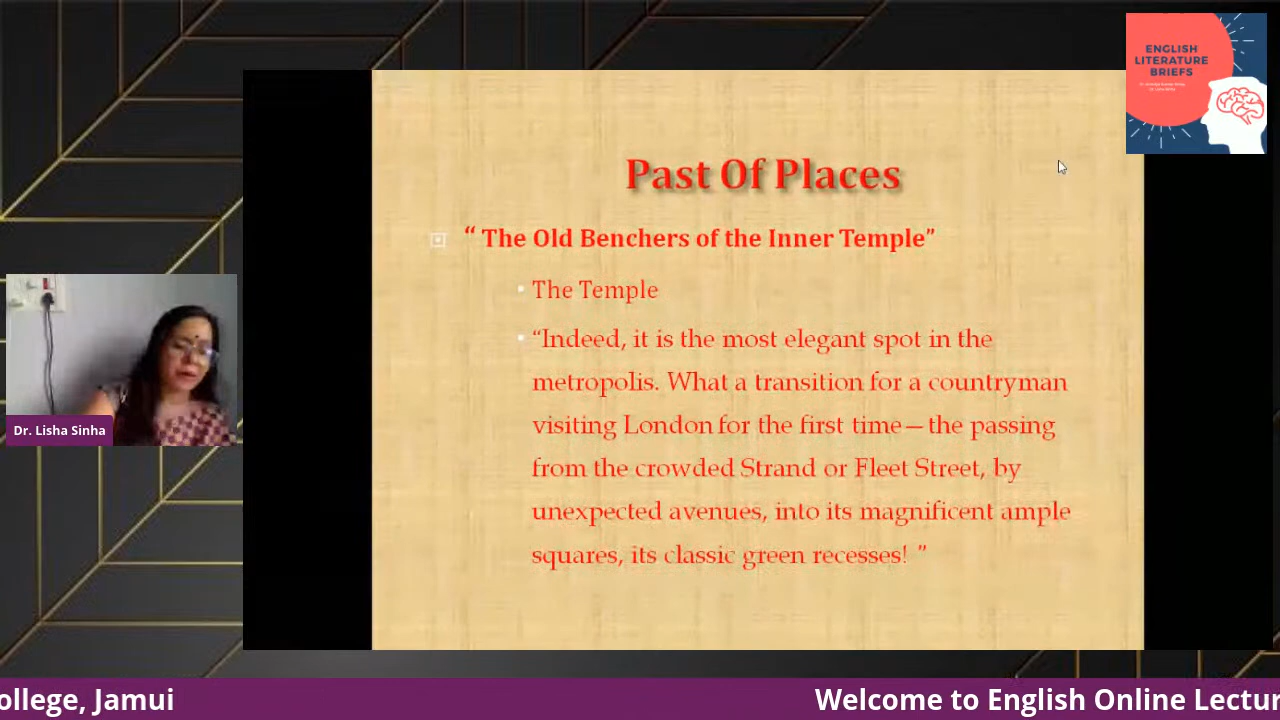 ENGLISH
LITERATURE
BRIEFS
Past Of Places
“ The Old Benchers of the Inner Temple”
The Temple
“Indeed, it is the most elegant spot in the
metropolis. What a transition for a countryman
visiting London for the first time—the passing
from the crowded Strand or Fleet Street, by
unexpected avenues, into its magnificent ample
squares, its classic green recesses! ”
Dr. Lisha Sinha
ollege, Jamui
Welcome to English Online Lectur